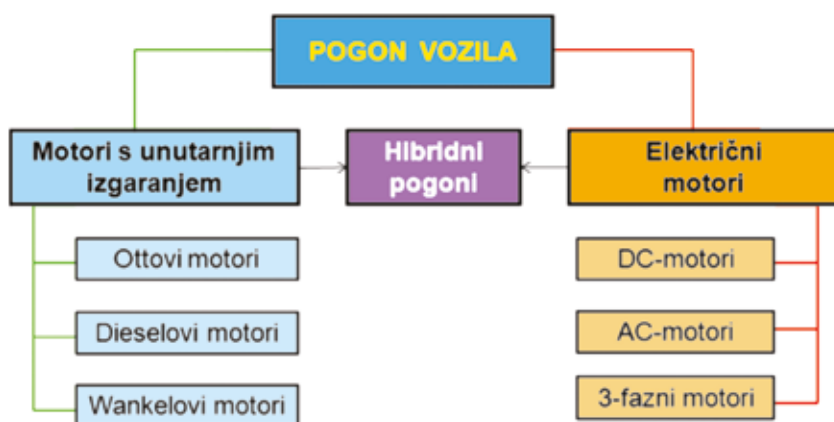 POGON VOZILA
Motori s unutarnjim
izgaranjem
Hibridni
pogoni
Električni
motori
Ottovi motori
Dieselovi motori
Wankelovi motori
DC-motori
AC-motori
3-fazni motori